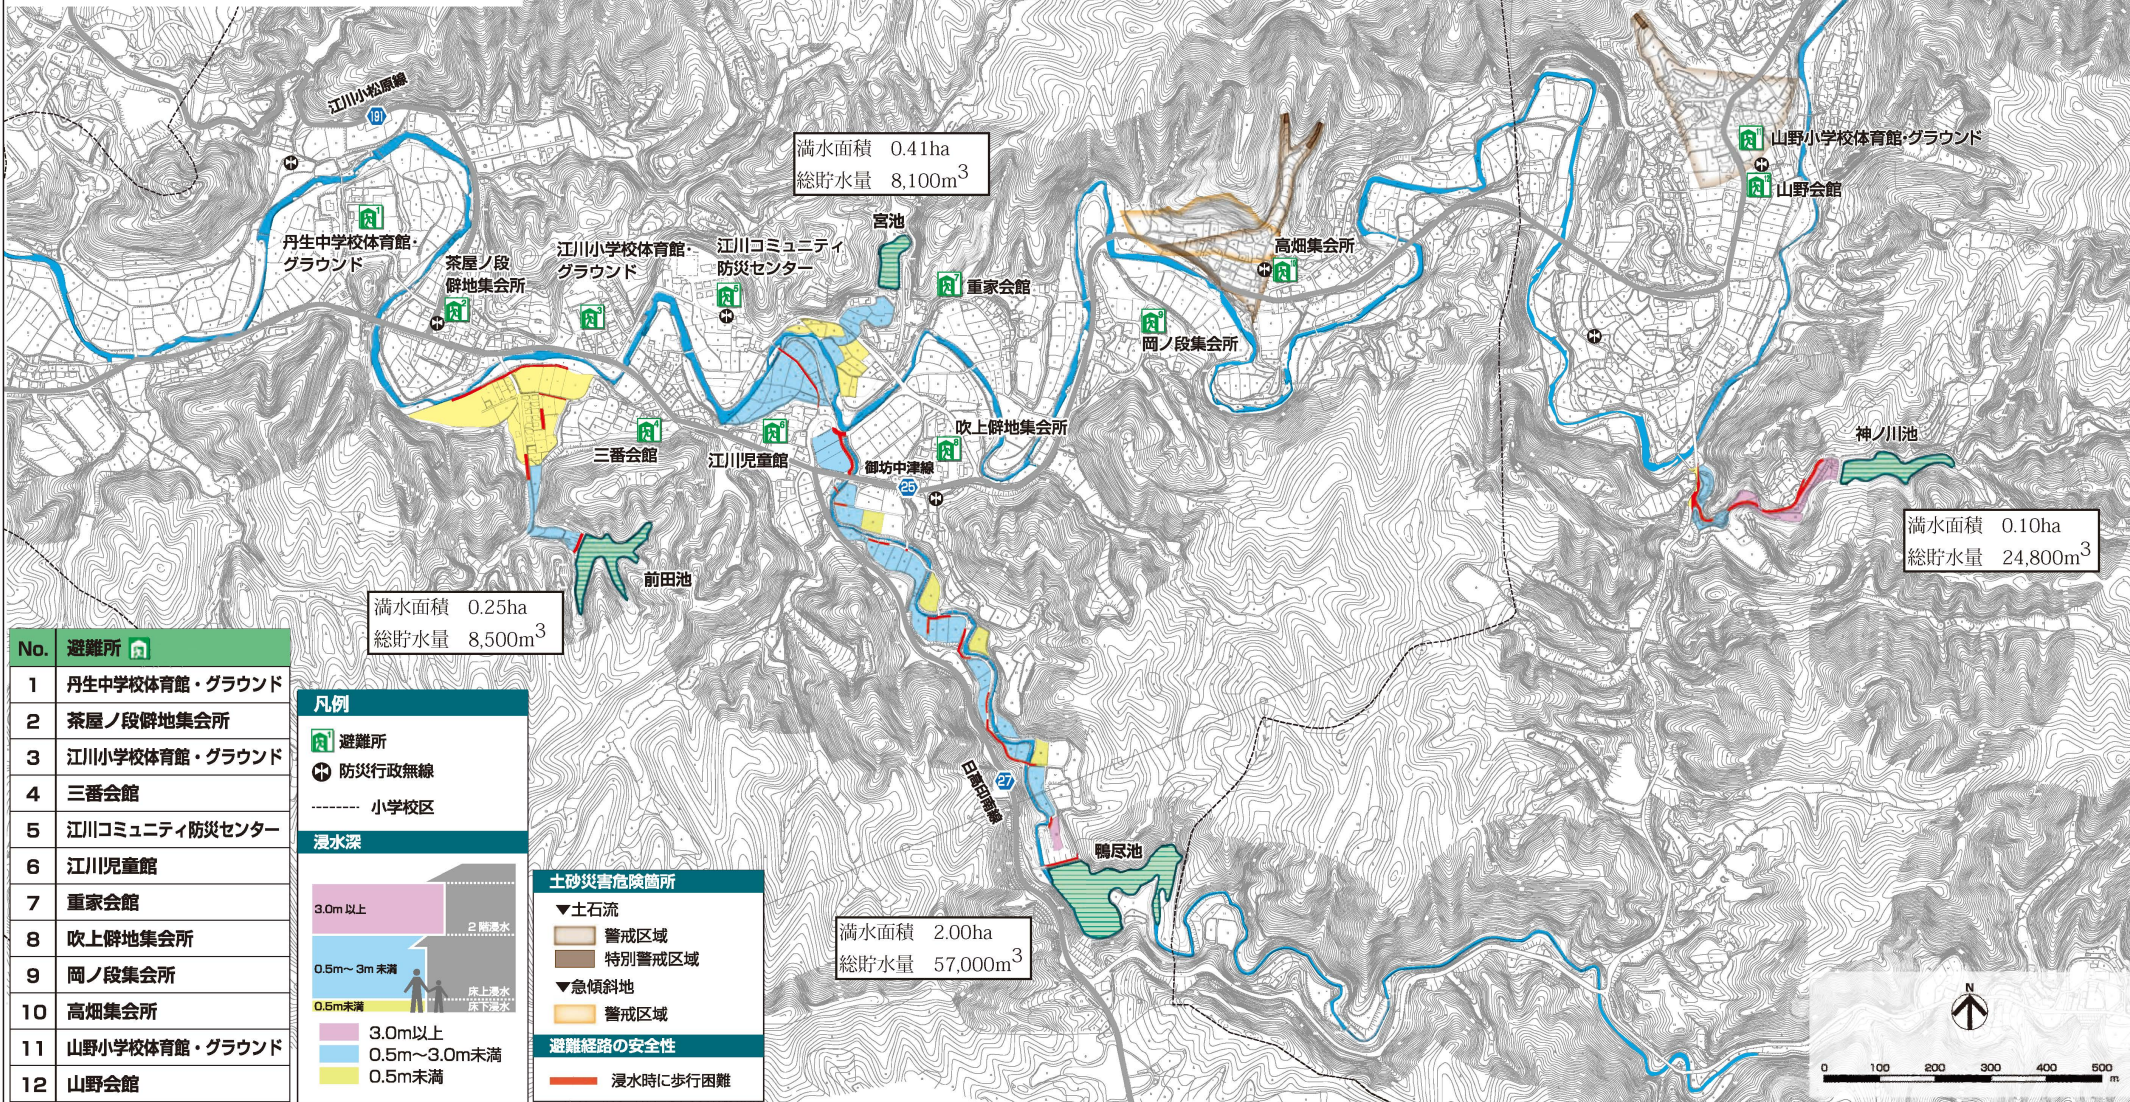 江川小松原線
191
満水面積 0.41ha
総貯水量 8,100m³
11
山野小学校体育館・グラウンド
12
山野会館
1
丹生中学校体育館・
グラウンド
茶屋ノ段
僻地集会所
2
江川小学校体育館・
グラウンド
3
江川コミュニティ
防災センター
5
宮池
7
重家会館
高畑集会所
10
9
岡ノ段集会所
4
三番会館
6
江川児童館
吹上僻地集会所
8
御坊中津線
25
神ノ川池
満水面積 0.10ha
総貯水量 24,800m³
前田池
満水面積 0.25ha
総貯水量 8,500m³
日高印南線
27
鴨尽池
満水面積 2.00ha
総貯水量 57,000m³
No. 避難所
1 丹生中学校体育館・グラウンド
2 茶屋ノ段僻地集会所
3 江川小学校体育館・グラウンド
4 三番会館
5 江川コミュニティ防災センター
6 江川児童館
7 重家会館
8 吹上僻地集会所
9 岡ノ段集会所
10 高畑集会所
11 山野小学校体育館・グラウンド
12 山野会館
凡例
1 避難所
防災行政無線
小学校区
浸水深
3.0m 以上
2階浸水
0.5m～3m 未満
床上浸水
0.5m未満
床下浸水
3.0m以上
0.5m～3.0m未満
0.5m未満
土砂災害危険箇所
▼土石流
警戒区域
特別警戒区域
▼急傾斜地
警戒区域
避難経路の安全性
浸水時に歩行困難
N
0 100 200 300 400 500
m